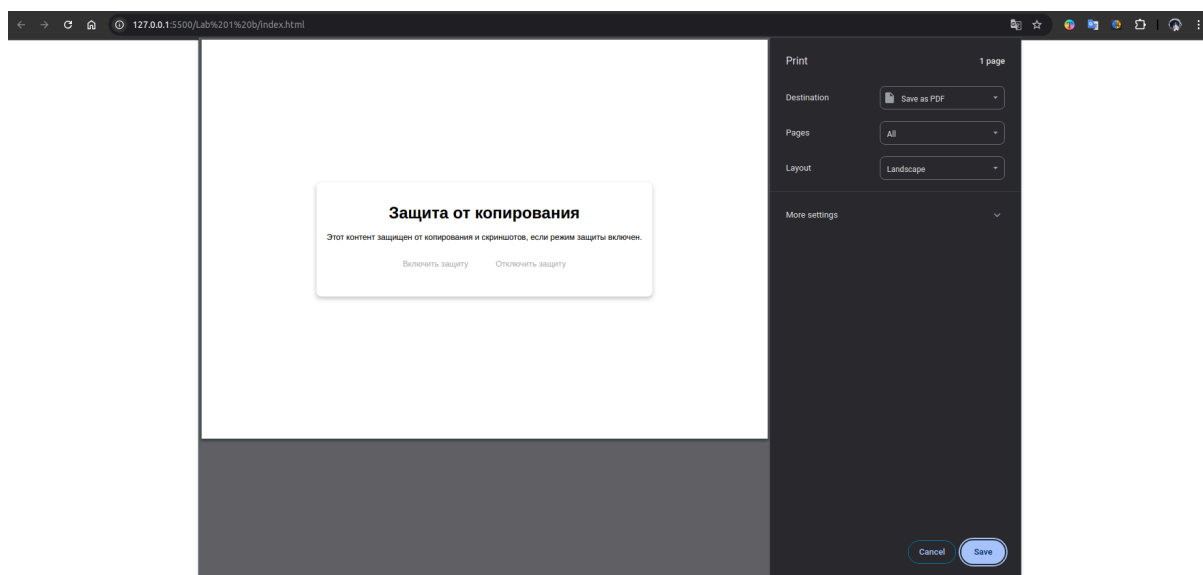 127.0.0.1:5500/Lab%201%20b/index.html
Print
1 page
Destination
Save as PDF
Pages
All
Layout
Landscape
More settings
Защита от копирования
Этот контент защищен от копирования и скриншотов, если режим защиты включен.
Включить защиту Отключить защиту
Cancel Save